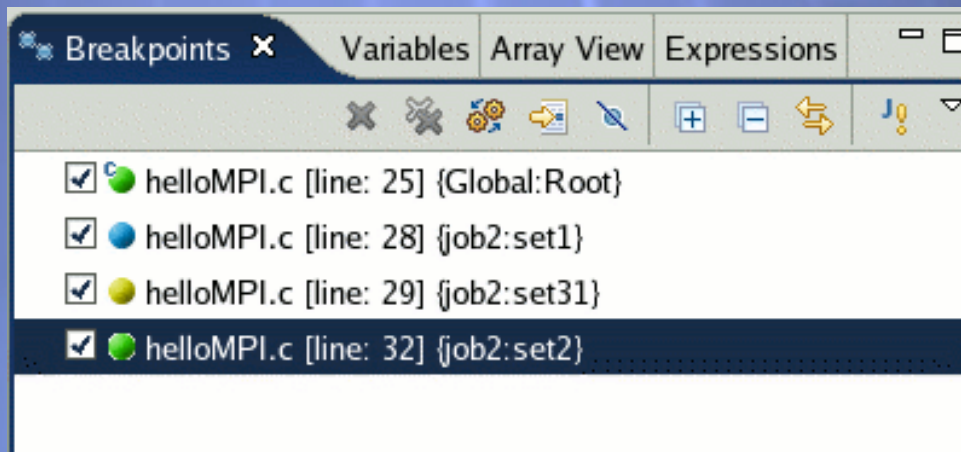 Breakpoints Variables Array View Expressions
helloMPI.c [line: 25] {Global:Root}
helloMPI.c [line: 28] {job2:set1}
helloMPI.c [line: 29] {job2:set31}
helloMPI.c [line: 32] {job2:set2}